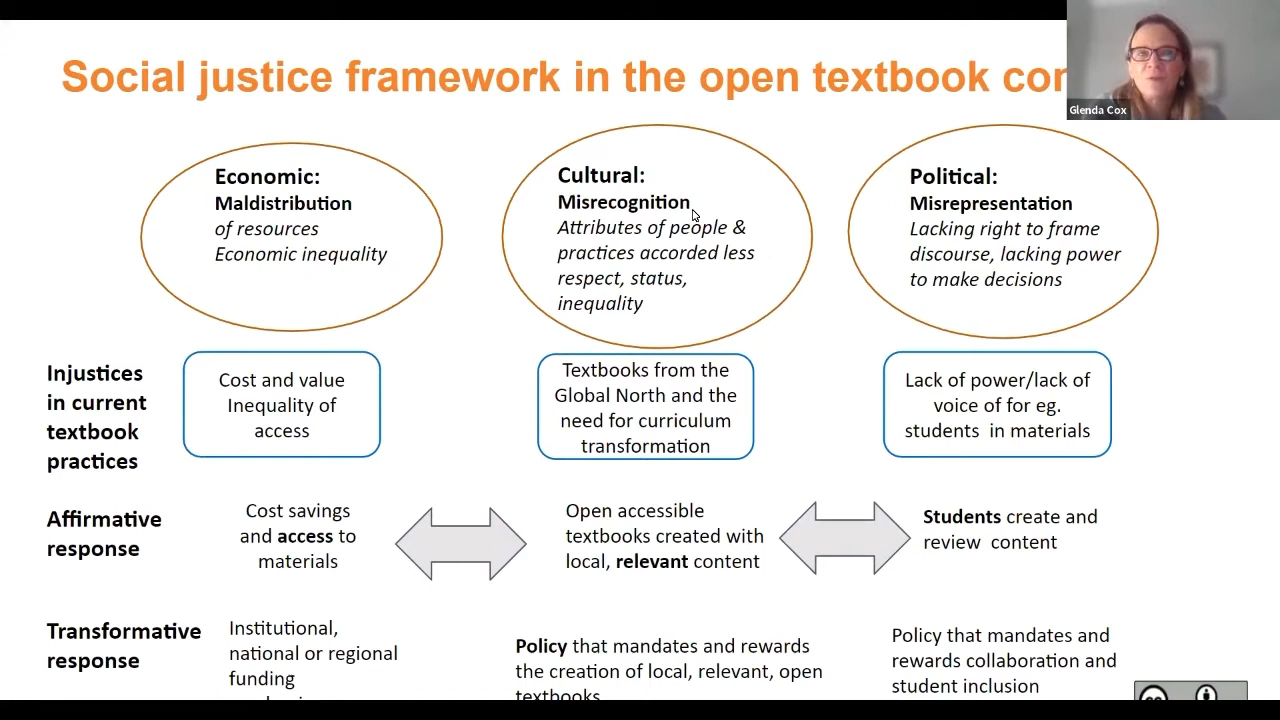 Social justice framework in the open textbook con
Glenda Cox
Economic:
Maldistribution
of resources
Economic inequality
Cultural:
Misrecognition
Attributes of people &
practices accorded less
respect, status,
inequality
Political:
Misrepresentation
Lacking right to frame
discourse, lacking power
to make decisions
Injustices
in current
textbook
practices
Cost and value
Inequality of
access
Textbooks from the
Global North and the
need for curriculum
transformation
Lack of power/lack of
voice of for eg.
students in materials
Affirmative
response
Cost savings
and access to
materials
Open accessible
textbooks created with
local, relevant content
Students create and
review content
Transformative
response
Institutional,
national or regional
funding
Policy that mandates and rewards
the creation of local, relevant, open
textbooks
Policy that mandates and
rewards collaboration and
student inclusion